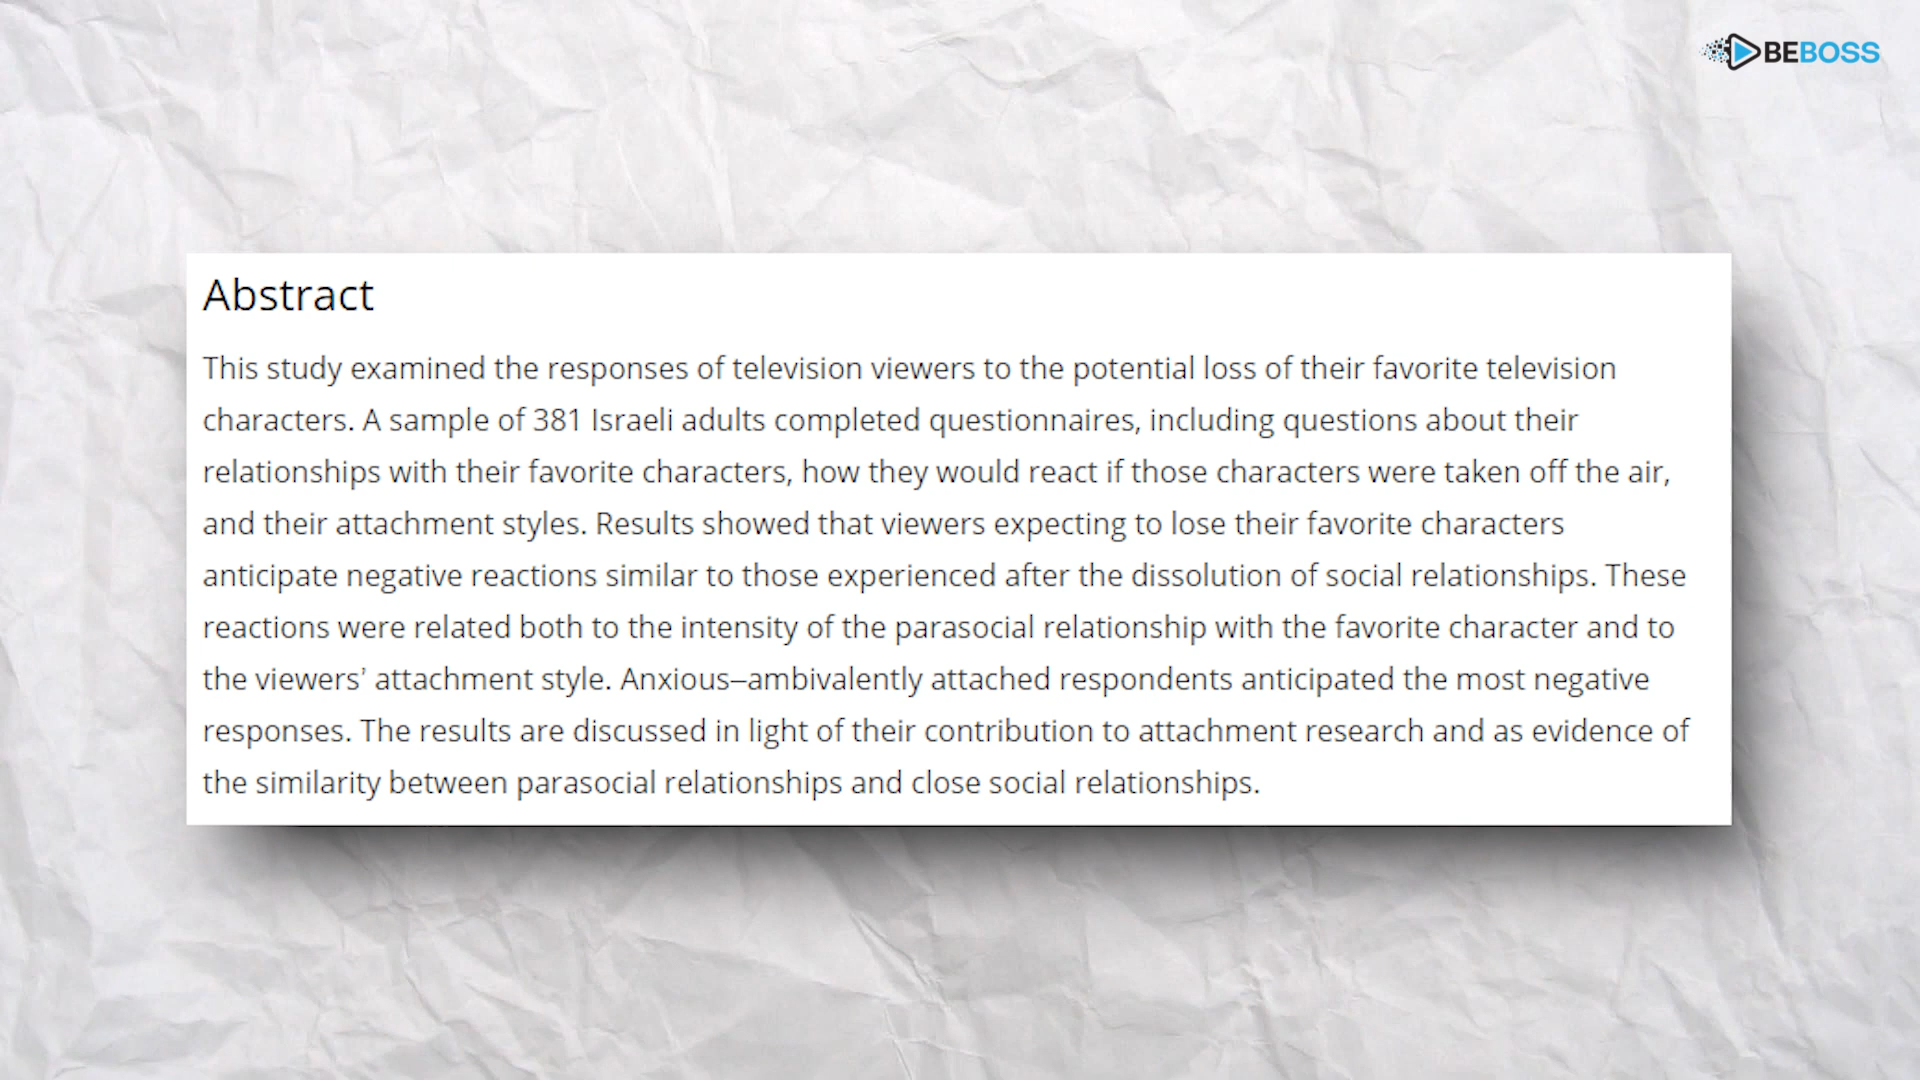 BEBOSS
Abstract
This study examined the responses of television viewers to the potential loss of their favorite television
characters. A sample of 381 Israeli adults completed questionnaires, including questions about their
relationships with their favorite characters, how they would react if those characters were taken off the air,
and their attachment styles. Results showed that viewers expecting to lose their favorite characters
anticipate negative reactions similar to those experienced after the dissolution of social relationships. These
reactions were related both to the intensity of the parasocial relationship with the favorite character and to
the viewers’ attachment style. Anxious–ambivalently attached respondents anticipated the most negative
responses. The results are discussed in light of their contribution to attachment research and as evidence of
the similarity between parasocial relationships and close social relationships.